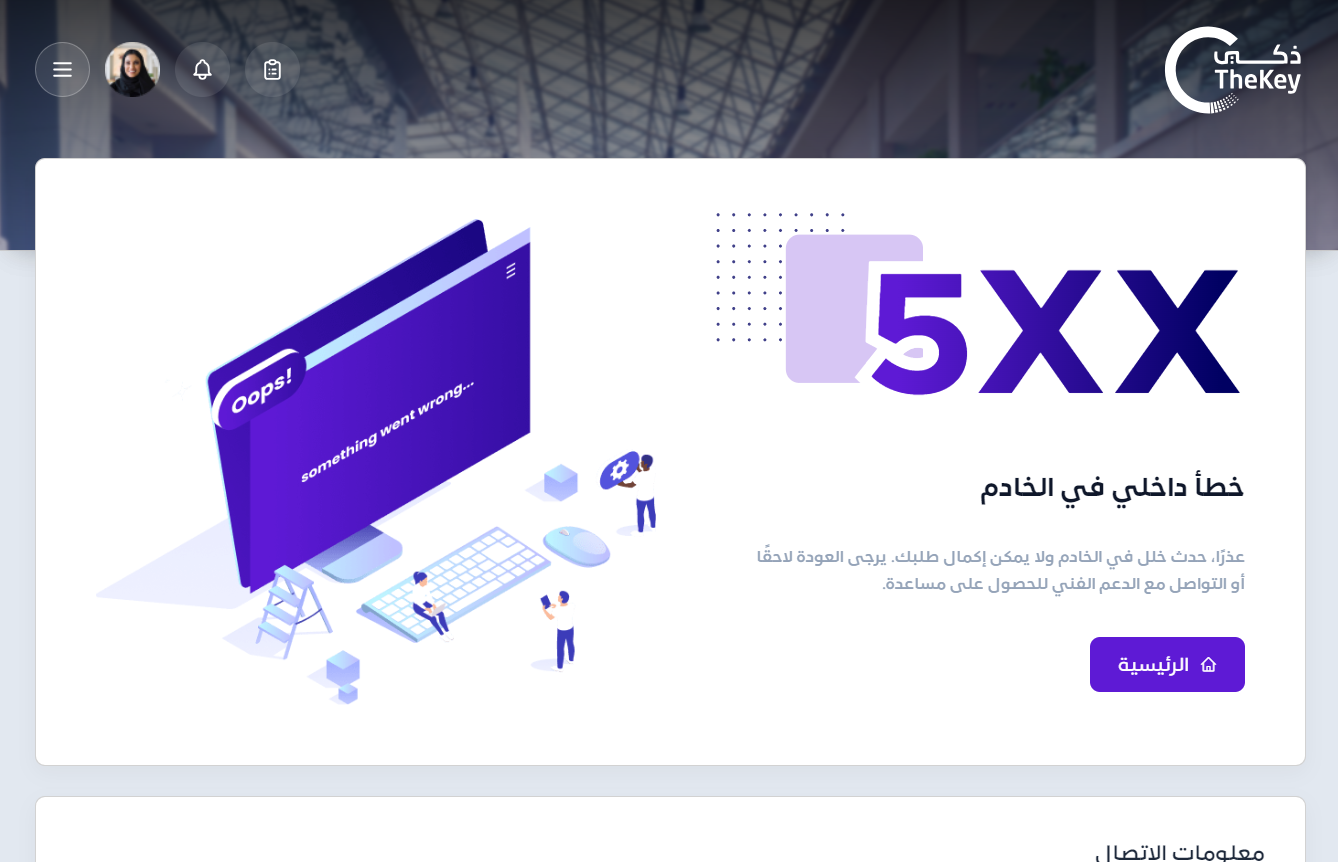 ذكي
TheKey
5XX
خطأ داخلي في الخادم
عذرًا، حدث خلل في الخادم ولا يمكن إكمال طلبك. يرجى العودة لاحقًا
أو التواصل مع الدعم الفني للحصول على مساعدة.
الرئيسية
Oops!
something went wrong...
معلومات الاتصال